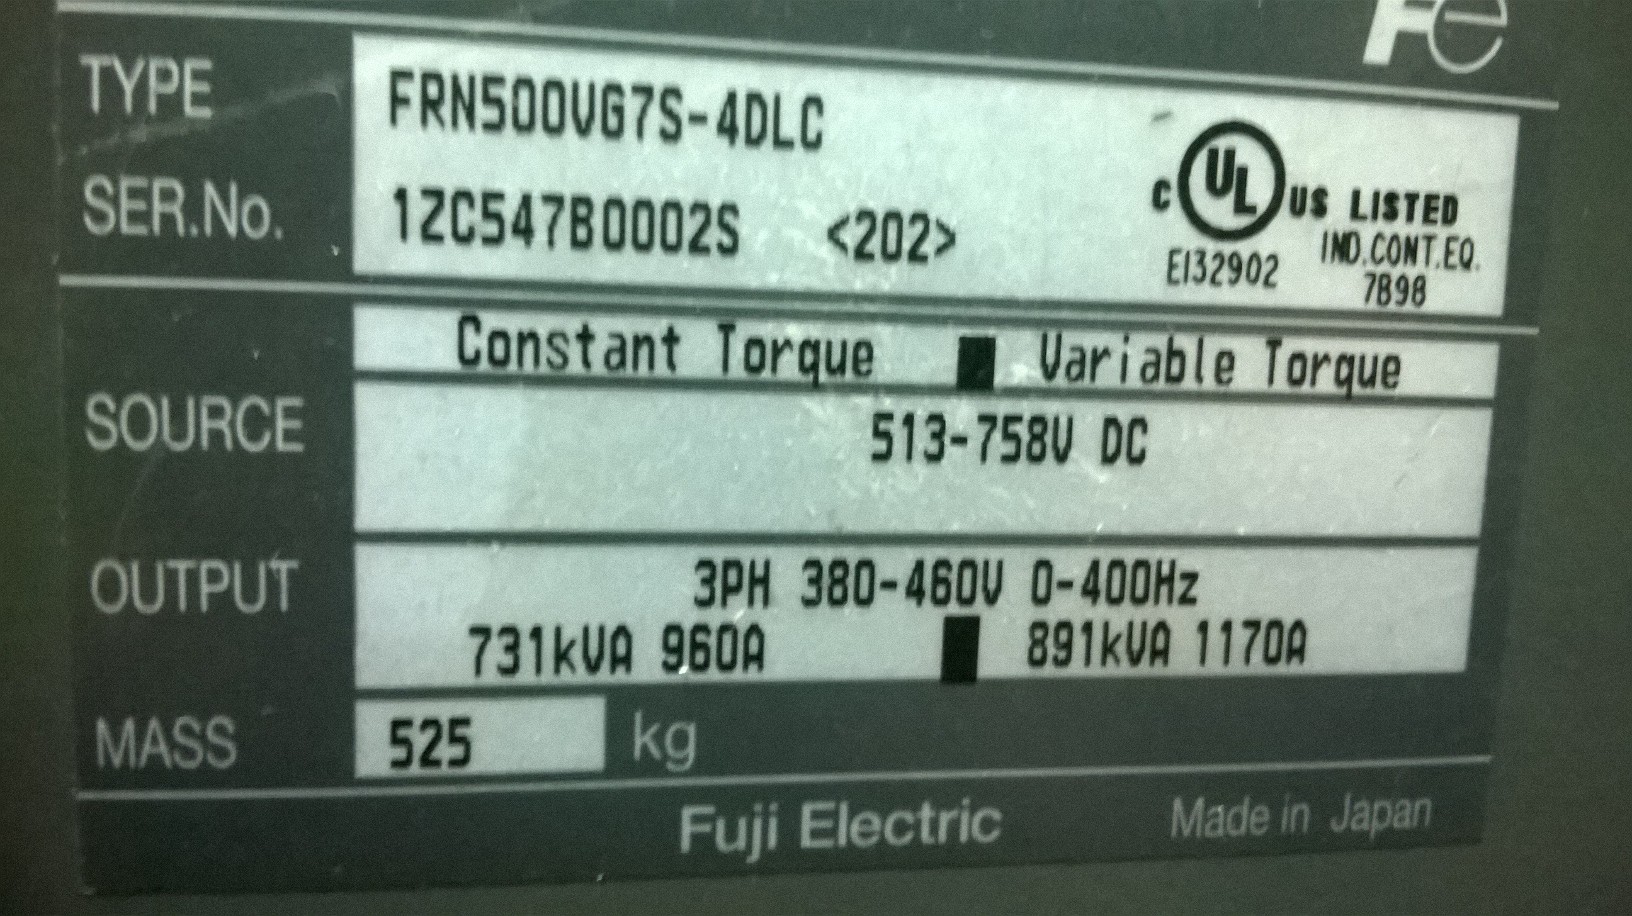 Fe
TYPE FRN500VG7S-4DLC
SER.No. 1ZC547B0002S <202>
C UL US LISTED
E132902 IND.CONT.EQ.
7B98
Constant Torque Variable Torque
SOURCE 513-758V DC
OUTPUT 3PH 380-460V 0-400Hz
731kVA 960A 891kVA 1170A
MASS 525 kg
Fuji Electric Made in Japan